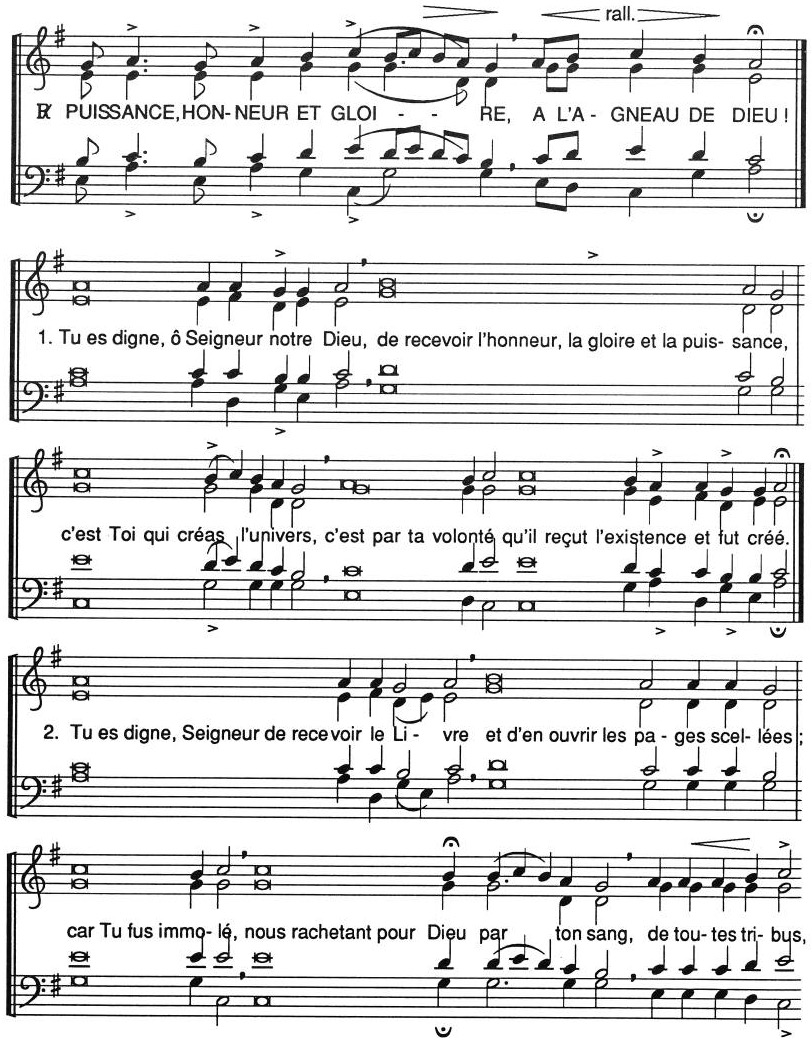 rall.
℟ PUISSANCE, HON- NEUR ET GLOI - - RE, A L'A - GNEAU DE DIEU !
1. Tu es digne, ô Seigneur notre Dieu, de recevoir l'honneur, la gloire et la puis- sance,
c'est Toi qui créas l'univers, c'est par ta volonté qu'il reçut l'existence et fut créé.
2. Tu es digne, Seigneur de recevoir le Li - vre et d'en ouvrir les pa - ges scel- lées ;
car Tu fus immo- lé, nous rachetant pour Dieu par ton sang, de tou- tes tri- bus,